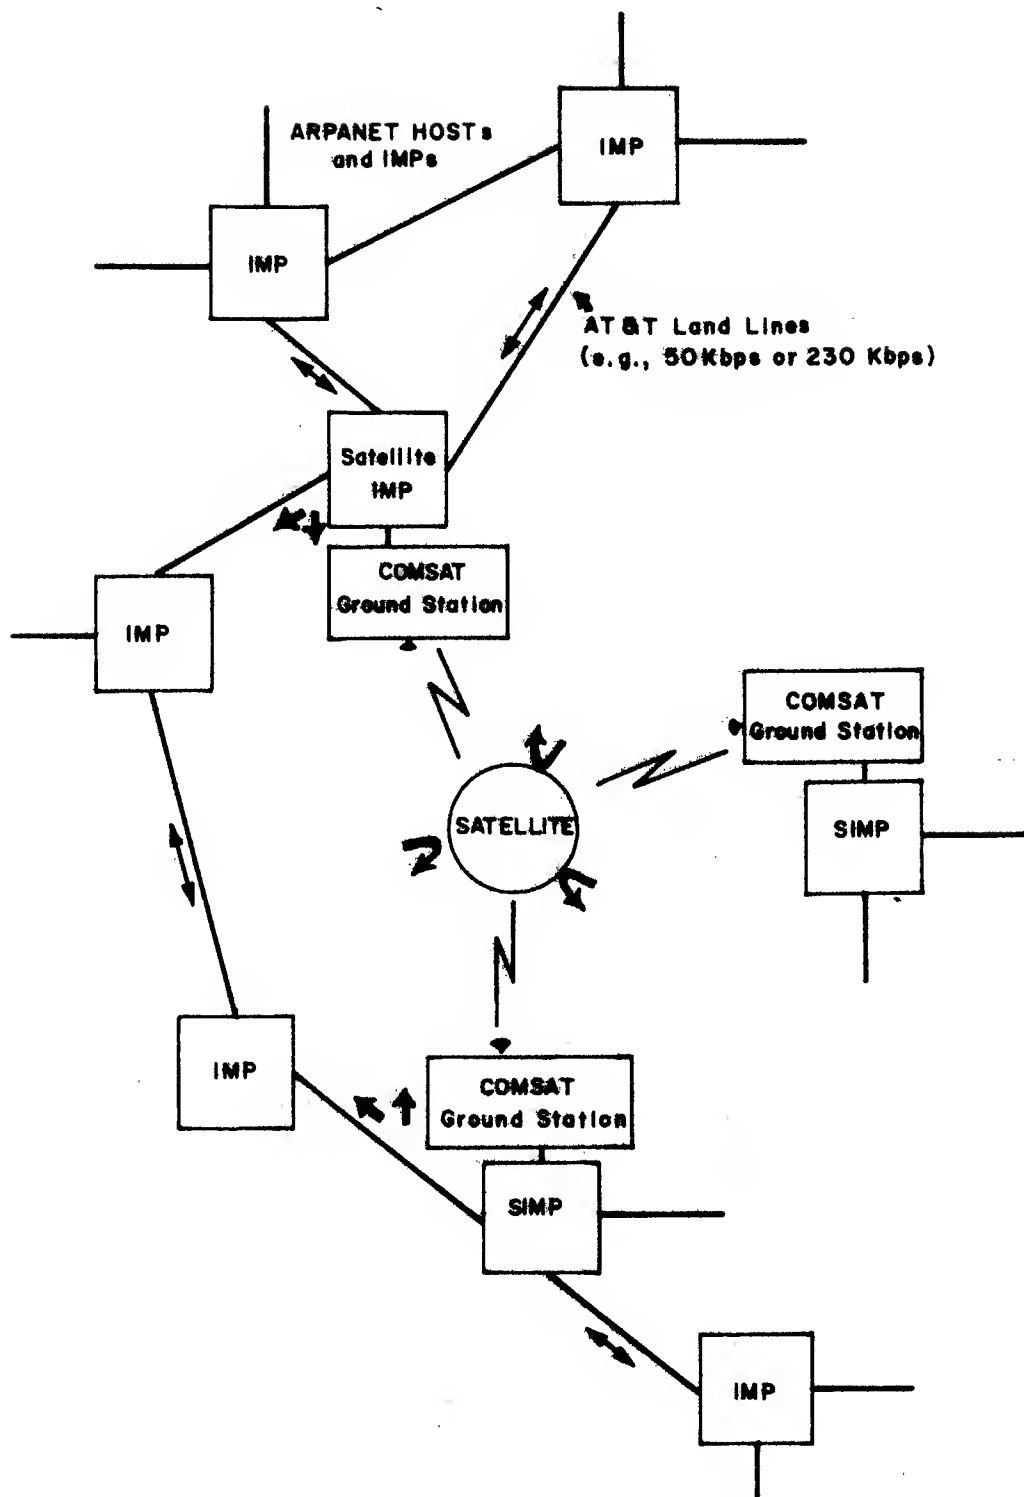 IMP
ARPANET HOSTs
and IMPs
IMP
AT&T Land Lines
(e.g., 50Kbps or 230 Kbps)
Satellite
IMP
COMSAT
Ground Station
IMP
COMSAT
Ground Station
SATELLITE
SIMP
IMP
COMSAT
Ground Station
SIMP
IMP